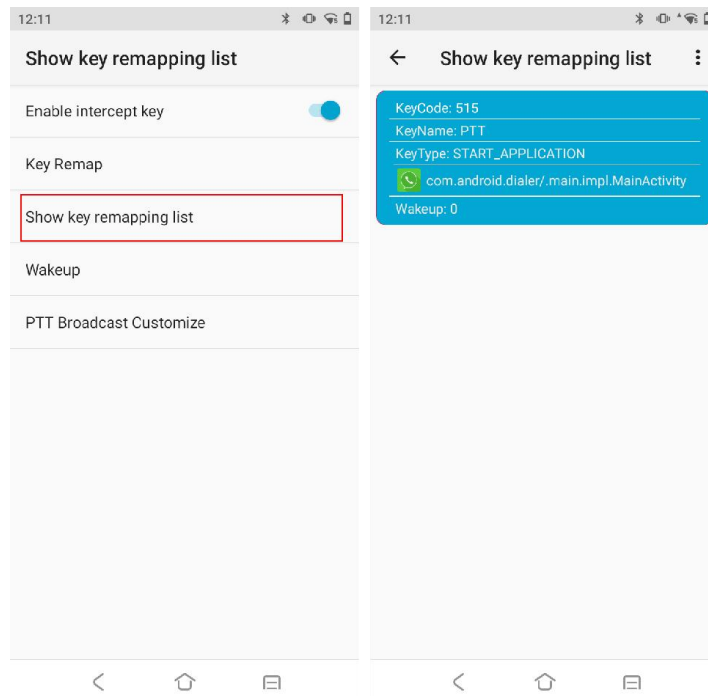 12:11
Show key remapping list
Enable intercept key
Key Remap
Show key remapping list
Wakeup
PTT Broadcast Customize
12:11
Show key remapping list
KeyCode: 515
KeyName: PTT
KeyType: START_APPLICATION
com.android.dialer/.main.impl.MainActivity
Wakeup: 0